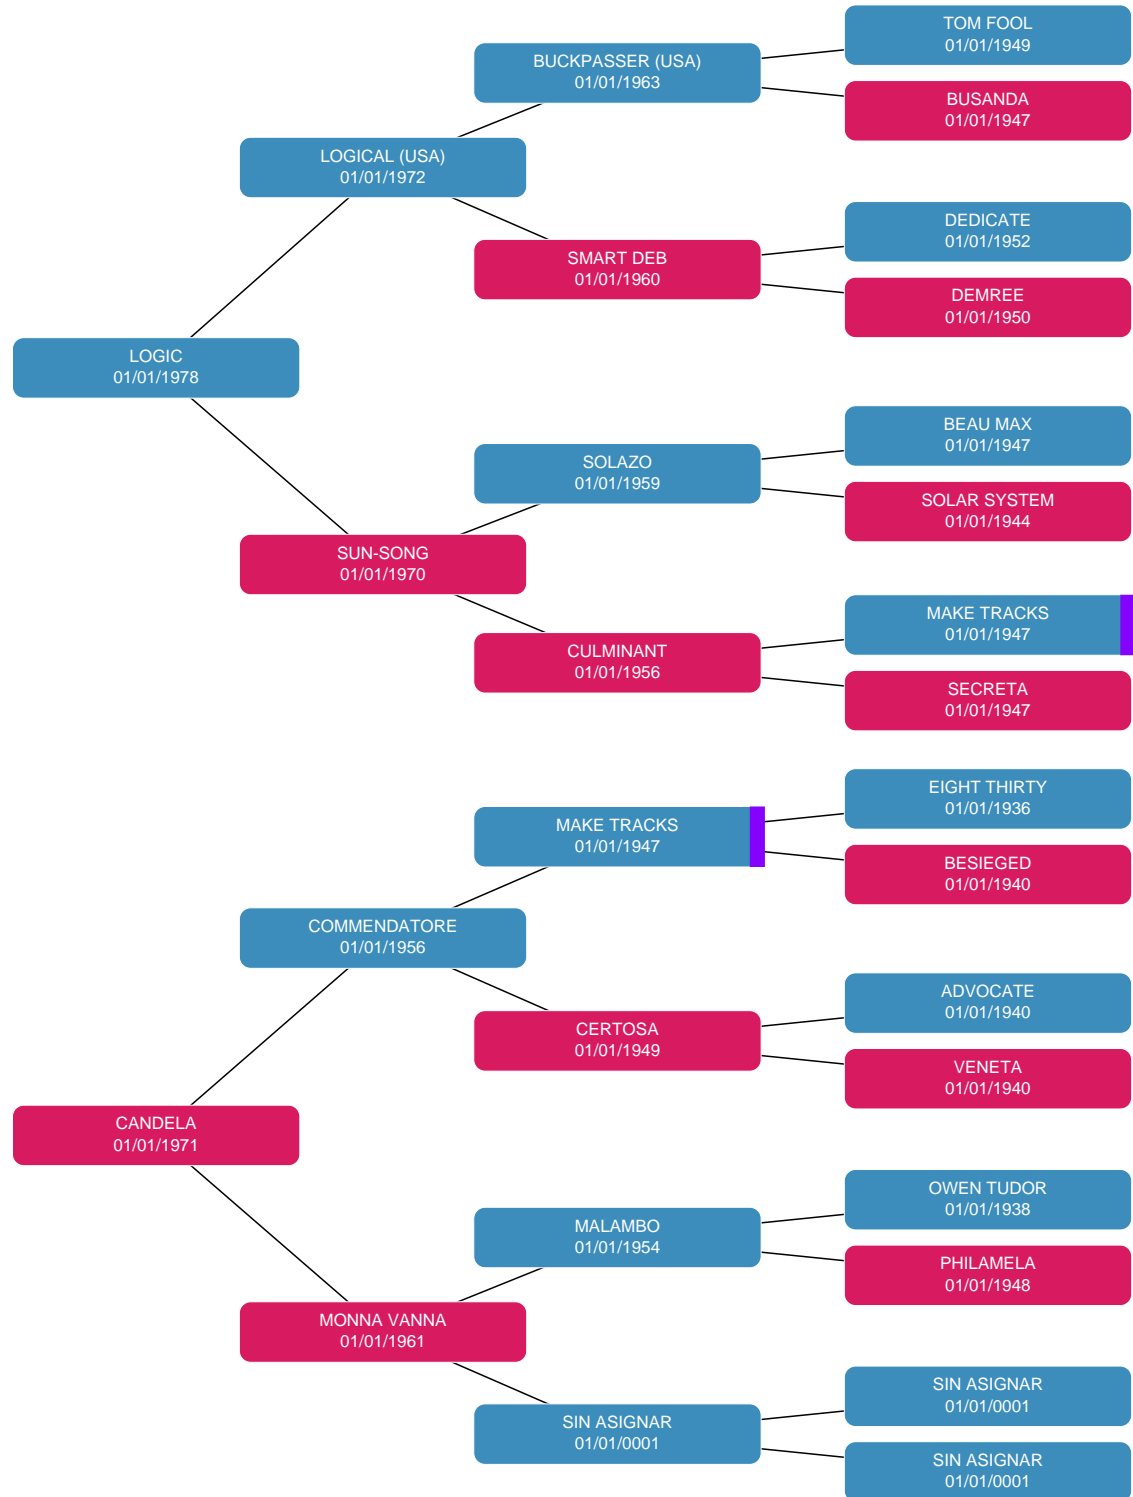 TOM FOOL
01/01/1949
BUCKPASSER (USA)
01/01/1963
BUSANDA
01/01/1947
LOGICAL (USA)
01/01/1972
DEDICATE
01/01/1952
SMART DEB
01/01/1960
DEMREE
01/01/1950
LOGIC
01/01/1978
BEAU MAX
01/01/1947
SOLAZO
01/01/1959
SOLAR SYSTEM
01/01/1944
SUN-SONG
01/01/1970
MAKE TRACKS
01/01/1947
CULMINANT
01/01/1956
SECRETA
01/01/1947
EIGHT THIRTY
01/01/1936
MAKE TRACKS
01/01/1947
BESIEGED
01/01/1940
COMMENDATORE
01/01/1956
ADVOCATE
01/01/1940
CERTOSA
01/01/1949
VENETA
01/01/1940
CANDELA
01/01/1971
OWEN TUDOR
01/01/1938
MALAMBO
01/01/1954
PHILAMELA
01/01/1948
MONNA VANNA
01/01/1961
SIN ASIGNAR
01/01/0001
SIN ASIGNAR
01/01/0001
SIN ASIGNAR
01/01/0001